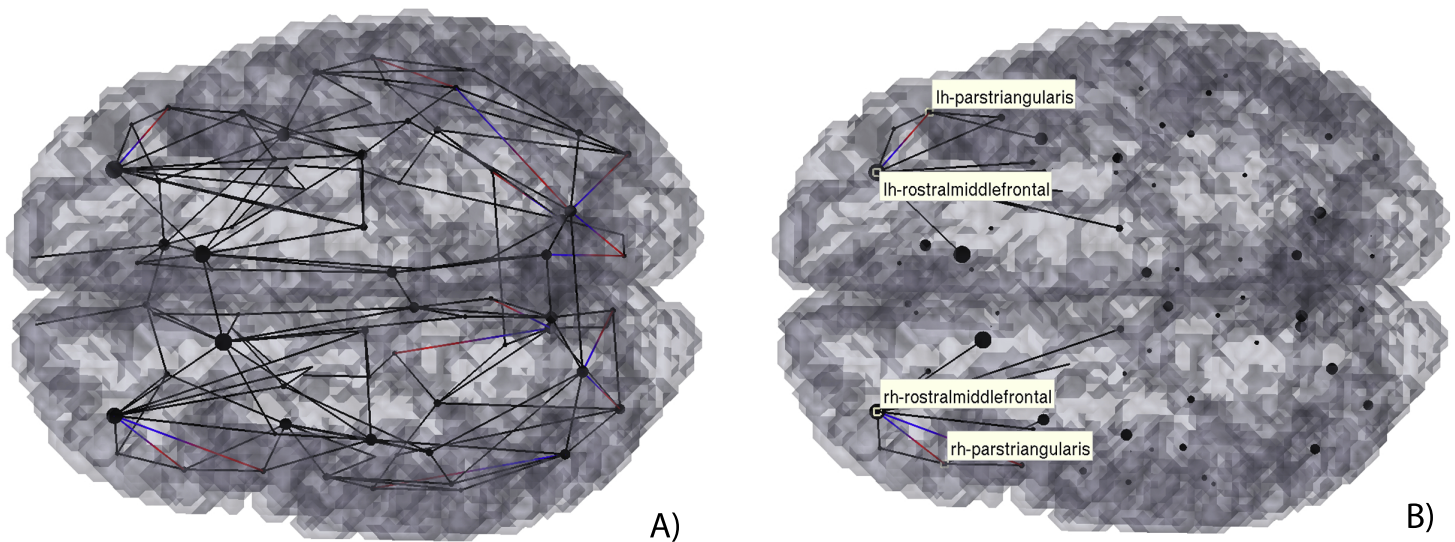 lh-parstriangularis
lh-rostralmiddlefrontal
rh-rostralmiddlefrontal
rh-parstriangularis
A)
B)